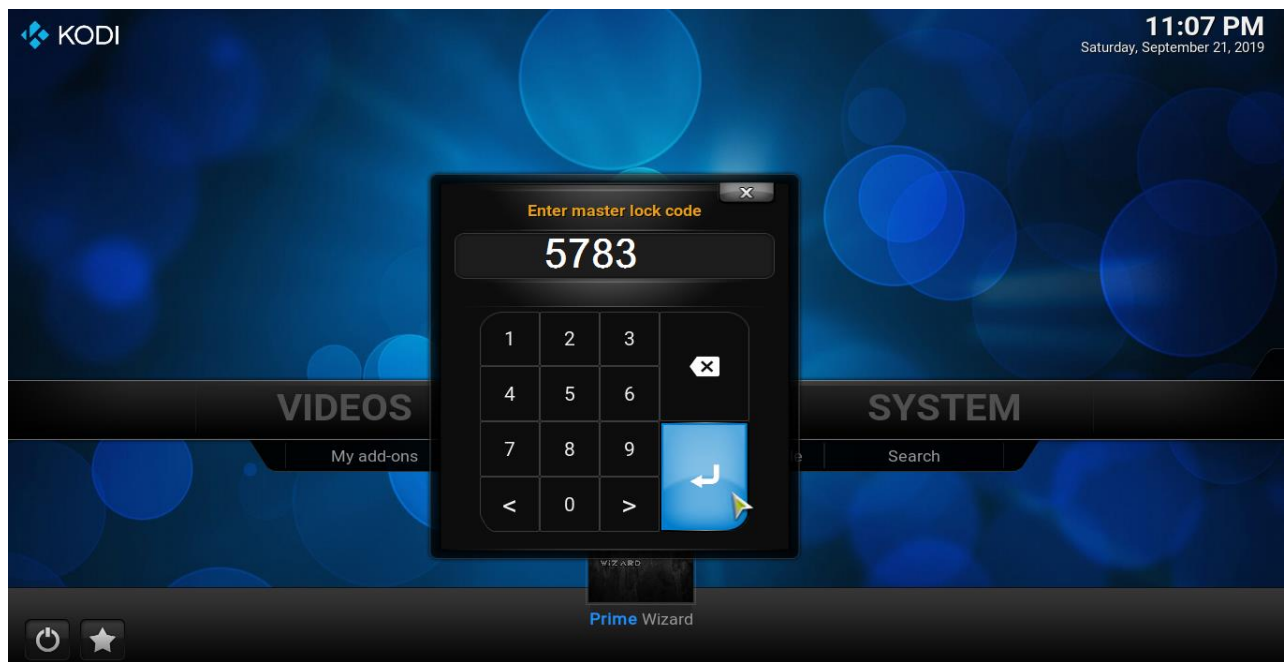 KODI
11:07 PM
Saturday, September 21, 2019
Enter master lock code
5783
1 2 3
4 5 6
7 8 9
< 0 >
VIDEOS
SYSTEM
My add-ons
Search
WIZARD
Prime Wizard